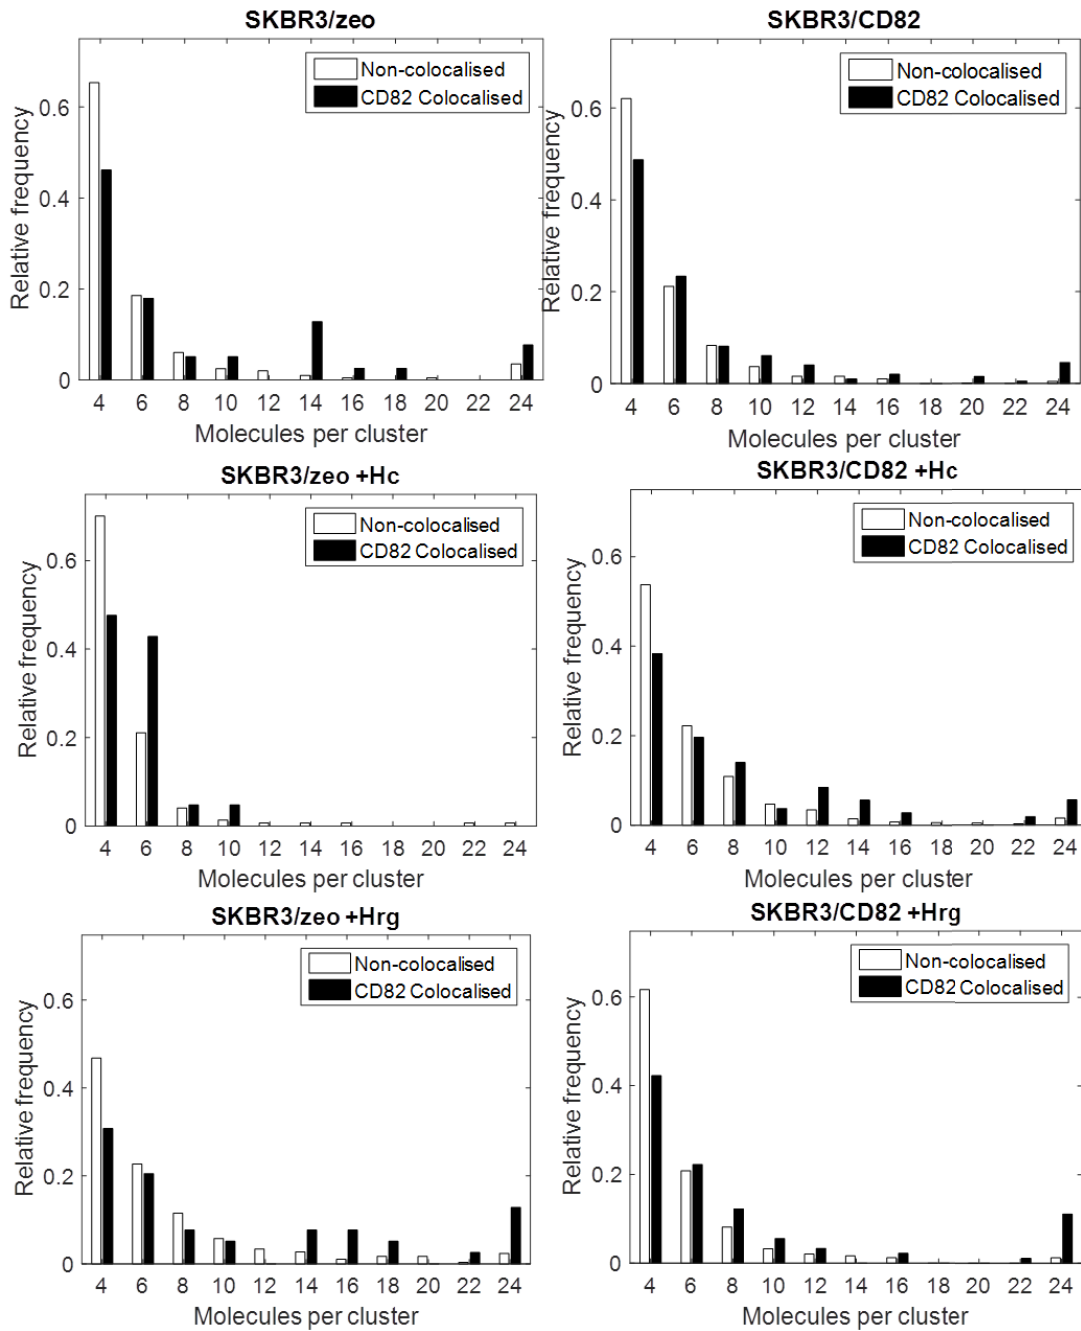 SKBR3/zeo
Non-colocalised
CD82 Colocalised
Relative frequency
0.6
0.4
0.2
0
4 6 8 10 12 14 16 18 20 22 24
Molecules per cluster
SKBR3/CD82
Non-colocalised
CD82 Colocalised
Relative frequency
0.6
0.4
0.2
0
4 6 8 10 12 14 16 18 20 22 24
Molecules per cluster
SKBR3/zeo +Hc
Non-colocalised
CD82 Colocalised
Relative frequency
0.6
0.4
0.2
0
4 6 8 10 12 14 16 18 20 22 24
Molecules per cluster
SKBR3/CD82 +Hc
Non-colocalised
CD82 Colocalised
Relative frequency
0.6
0.4
0.2
0
4 6 8 10 12 14 16 18 20 22 24
Molecules per cluster
SKBR3/zeo +Hrg
Non-colocalised
CD82 Colocalised
Relative frequency
0.6
0.4
0.2
0
4 6 8 10 12 14 16 18 20 22 24
Molecules per cluster
SKBR3/CD82 +Hrg
Non-colocalised
CD82 Colocalised
Relative frequency
0.6
0.4
0.2
0
4 6 8 10 12 14 16 18 20 22 24
Molecules per cluster